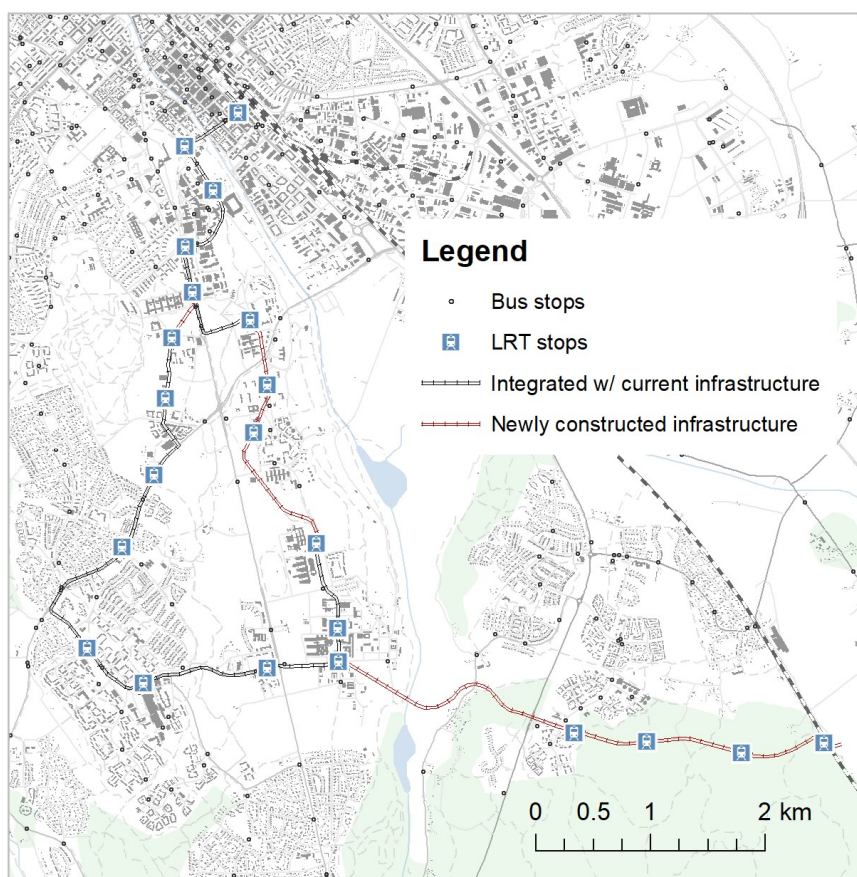 Legend
Bus stops
LRT stops
Integrated w/ current infrastructure
Newly constructed infrastructure
0 0.5 1 2 km